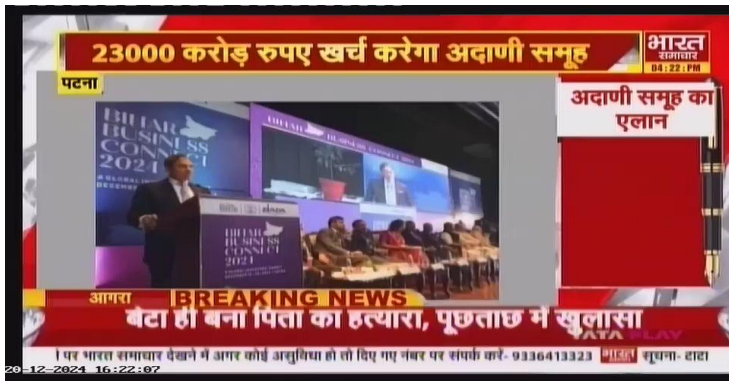 23000 करोड़ रुपए खर्च करेगा अदाणी समूह
भारत
04:22:PM
पटना
अदाणी समूह का
एलान
BIHAR
BUSINESS
CONNECT
2024
BIHAR
BUSINESS
CONNECT
2024
आगरा
BREAKING NEWS
बेटा ही बना पिता का हत्यारा, पूछताछ में खुलासा
TATA PLAY
पर भारत समाचार देखने में अगर कोई असुविधा हो तो दिए गए नंबर पर संपर्क करें- 9336413323 भारत सूचना- टाटा
20-12-2024 16:22:07